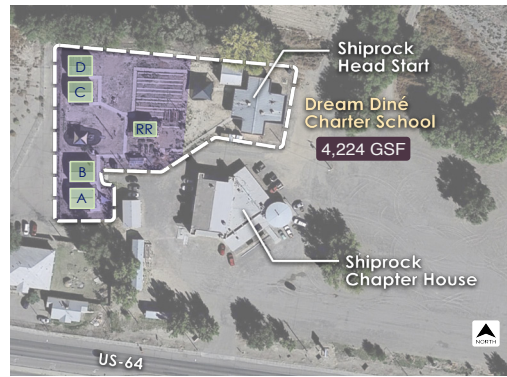 Shiprock
Head Start
D
C
Dream Diné
Charter School
RR
4,224 GSF
B
A
Shiprock
Chapter House
NORTH
US-64